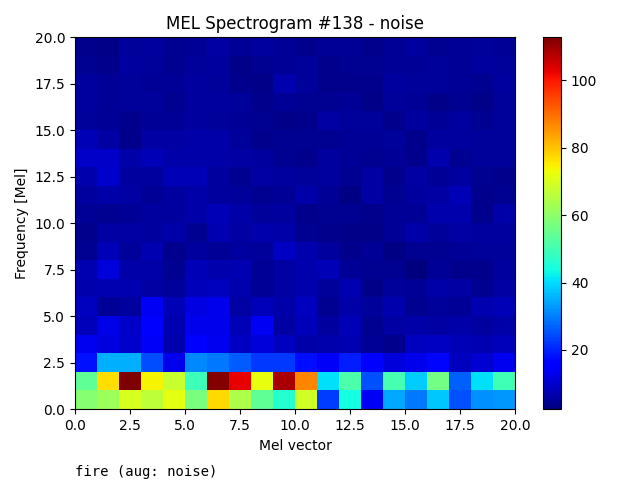 MEL Spectrogram #138 - noise
20.0
17.5
15.0
12.5
10.0
7.5
5.0
2.5
0.0
Frequency [Mel]
0.0 2.5 5.0 7.5 10.0 12.5 15.0 17.5 20.0
Mel vector
100
80
60
40
20
fire (aug: noise)